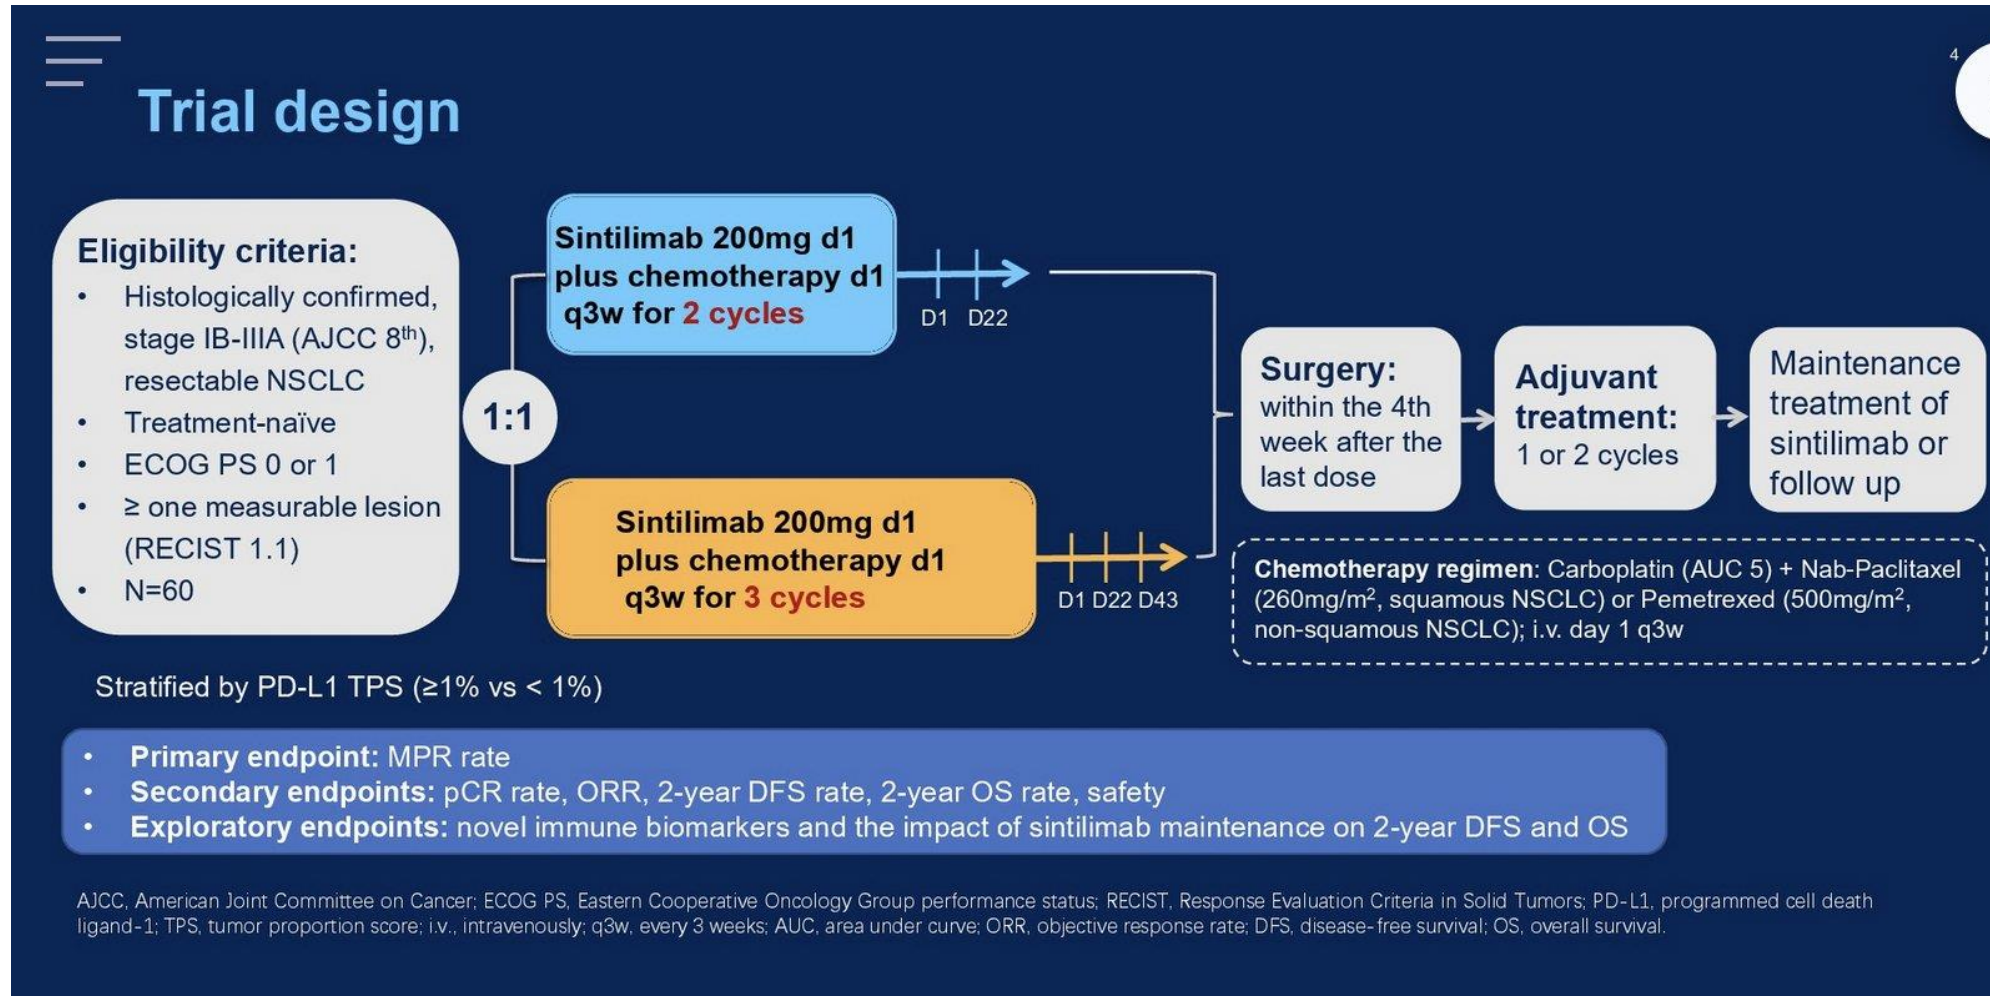 4
Trial design
Eligibility criteria:
• Histologically confirmed,
stage IB-IIIA (AJCC 8th),
resectable NSCLC
• Treatment-naïve
• ECOG PS 0 or 1
• ≥ one measurable lesion
(RECIST 1.1)
• N=60
1:1
Sintilimab 200mg d1
plus chemotherapy d1
q3w for 2 cycles
D1 D22
Sintilimab 200mg d1
plus chemotherapy d1
q3w for 3 cycles
D1 D22 D43
Surgery:
within the 4th
week after the
last dose
Adjuvant
treatment:
1 or 2 cycles
Maintenance
treatment of
sintilimab or
follow up
Chemotherapy regimen: Carboplatin (AUC 5) + Nab-Paclitaxel
(260mg/m², squamous NSCLC) or Pemetrexed (500mg/m²,
non-squamous NSCLC); i.v. day 1 q3w
Stratified by PD-L1 TPS (≥1% vs < 1%)
• Primary endpoint: MPR rate
• Secondary endpoints: pCR rate, ORR, 2-year DFS rate, 2-year OS rate, safety
• Exploratory endpoints: novel immune biomarkers and the impact of sintilimab maintenance on 2-year DFS and OS
AJCC, American Joint Committee on Cancer; ECOG PS, Eastern Cooperative Oncology Group performance status; RECIST, Response Evaluation Criteria in Solid Tumors; PD-L1, programmed cell death
ligand-1; TPS, tumor proportion score; i.v., intravenously; q3w, every 3 weeks; AUC, area under curve; ORR, objective response rate; DFS, disease-free survival; OS, overall survival.